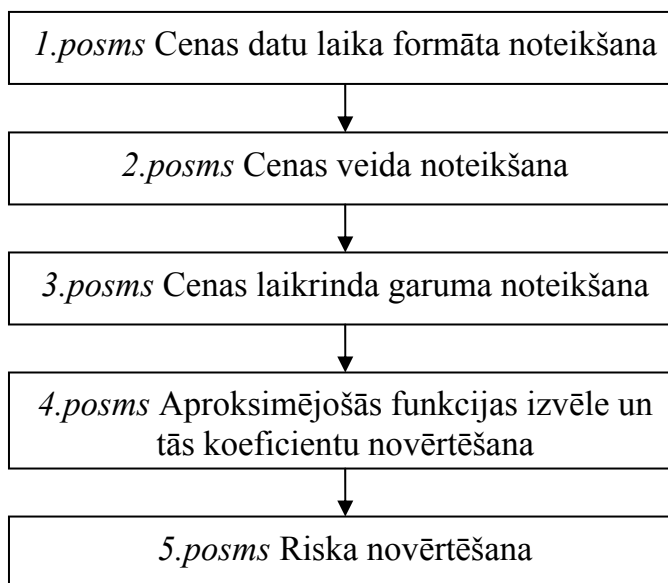 1.posms Cenas datu laika formāta noteikšana
2.posms Cenas veida noteikšana
3.posms Cenas laikrinda garuma noteikšana
4.posms Aproksimējošās funkcijas izvēle un
tās koeficientu novērtēšana
5.posms Riska novērtēšana